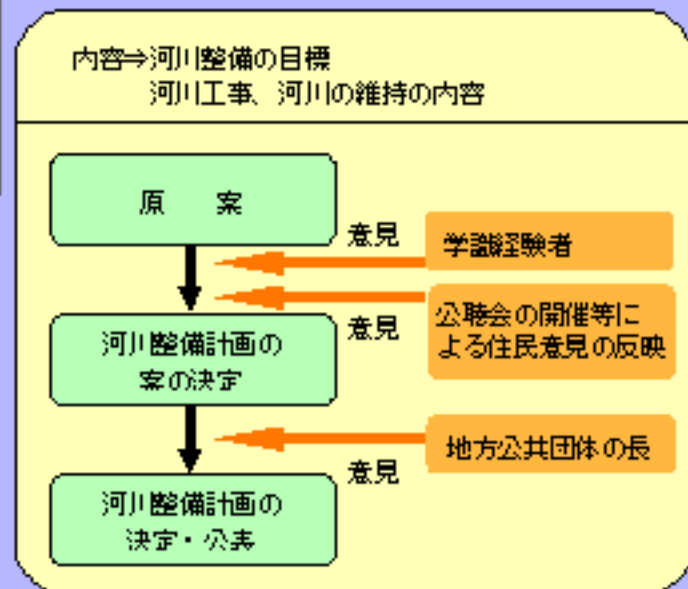 内容⇒河川整備の目標
河川工事、河川の維持の内容
原 案
意見
学識経験者
意見
公聴会の開催等に
よる住民意見の反映
河川整備計画の
案の決定
地方公共団体の長
意見
河川整備計画の
決定・公表